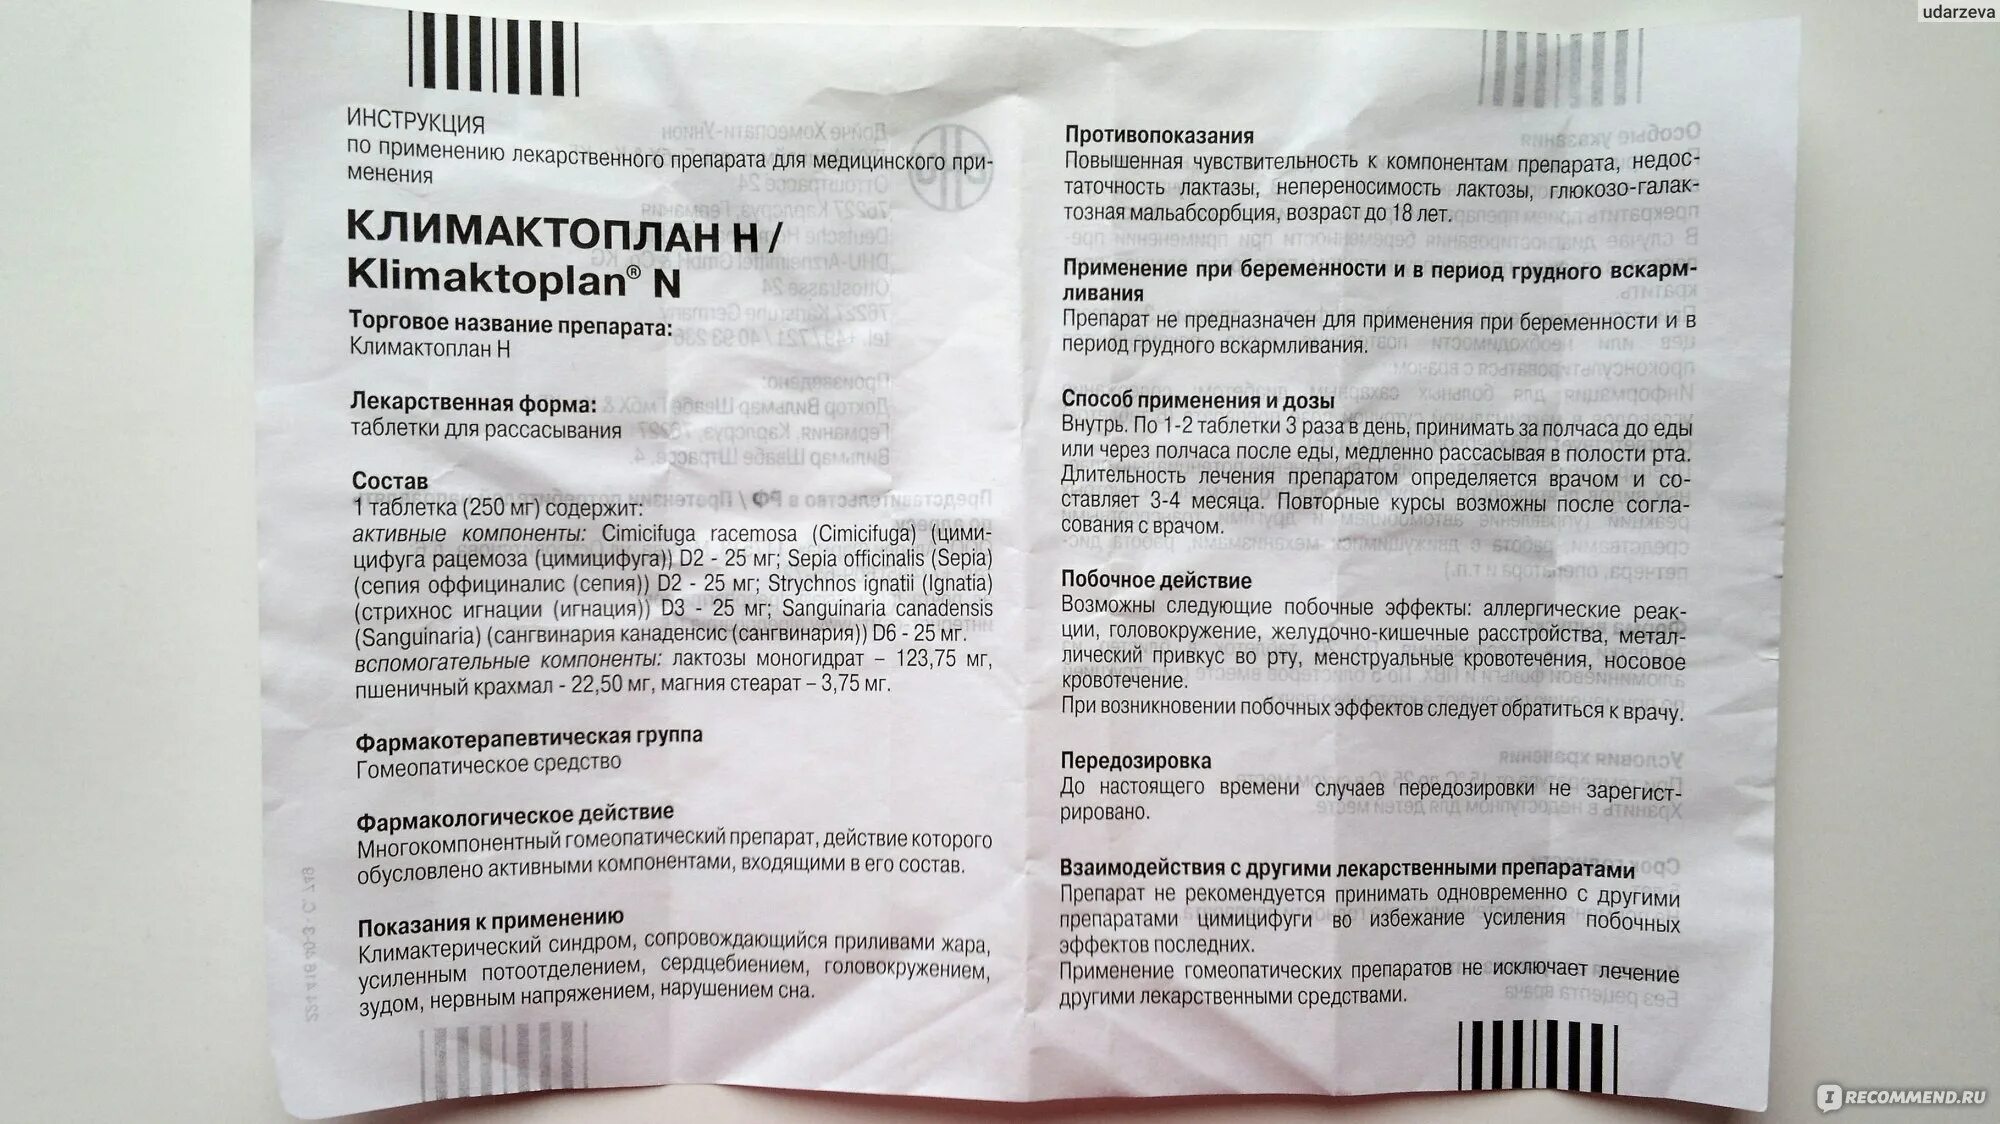 udarzeva
ИНСТРУКЦИЯ
по применению лекарственного препарата для медицинского при-
менения
КЛИМАКТОПЛАН Н /
Klimaktoplan® N
Торговое название препарата:
Климактоплан Н
Лекарственная форма:
таблетки для рассасывания
Состав
1 таблетка (250 мг) содержит:
активные компоненты: Cimicifuga racemosa (Cimicifuga) (цими-
цифуга рацемоза (цимицифуга)) D2 - 25 мг; Sepia officinalis (Sepia)
(сепия оффициналис (сепия)) D2 - 25 мг; Strychnos ignatii (Ignatia)
(стрихнос игнации (игнация)) D3 - 25 мг; Sanguinaria canadensis
(Sanguinaria) (сангвинария канаденсис (сангвинария)) D6 - 25 мг.
вспомогательные компоненты: лактозы моногидрат – 123,75 мг,
пшеничный крахмал - 22,50 мг, магния стеарат – 3,75 мг.
Фармакотерапевтическая группа
Гомеопатическое средство
Фармакологическое действие
Многокомпонентный гомеопатический препарат, действие которого
обусловлено активными компонентами, входящими в его состав.
Показания к применению
Климактерический синдром, сопровождающийся приливами жара,
усиленным потоотделением, сердцебиением, головокружением,
зудом, нервным напряжением, нарушением сна.
Противопоказания
Повышенная чувствительность к компонентам препарата, недос-
таточность лактазы, непереносимость лактозы, глюкозо-галак-
тозная мальабсорбция, возраст до 18 лет.
Применение при беременности и в период грудного вскарм-
ливания
Препарат не предназначен для применения при беременности и в
период грудного вскармливания.
Способ применения и дозы
Внутрь. По 1-2 таблетки 3 раза в день, принимать за полчаса до еды
или через полчаса после еды, медленно рассасывая в полости рта.
Длительность лечения препаратом определяется врачом и со-
ставляет 3-4 месяца. Повторные курсы возможны после согла-
сования с врачом.
Побочное действие
Возможны следующие побочные эффекты: аллергические реак-
ции, головокружение, желудочно-кишечные расстройства, метал-
лический привкус во рту, менструальные кровотечения, носовое
кровотечение.
При возникновении побочных эффектов следует обратиться к врачу.
Передозировка
До настоящего времени случаев передозировки не зарегист-
рировано.
Взаимодействия с другими лекарственными препаратами
Препарат не рекомендуется принимать одновременно с другими
препаратами цимицифуги во избежание усиления побочных
эффектов последних.
Применение гомеопатических препаратов не исключает лечение
другими лекарственными средствами.
IRECOMMEND.RU